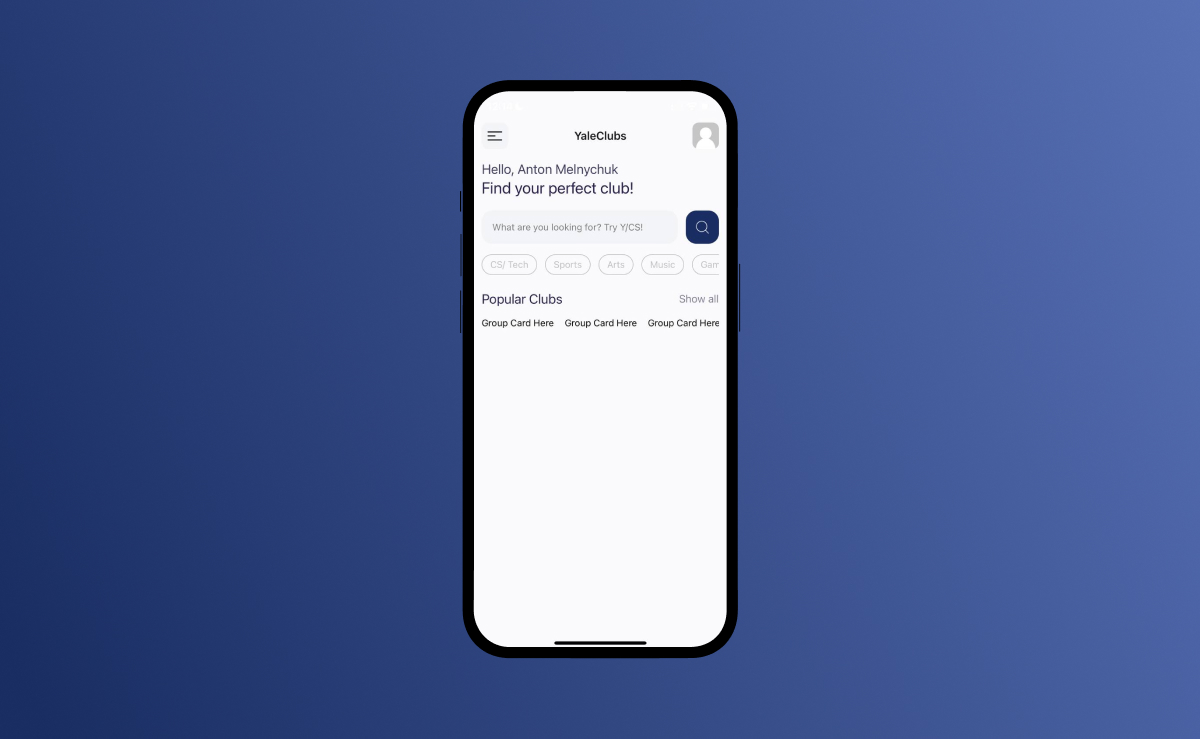 YaleClubs
Hello, Anton Melnychuk
Find your perfect club!
What are you looking for? Try Y/CS!
CS/ Tech Sports Arts Music Gam
Popular Clubs Show all
Group Card Here Group Card Here Group Card Here